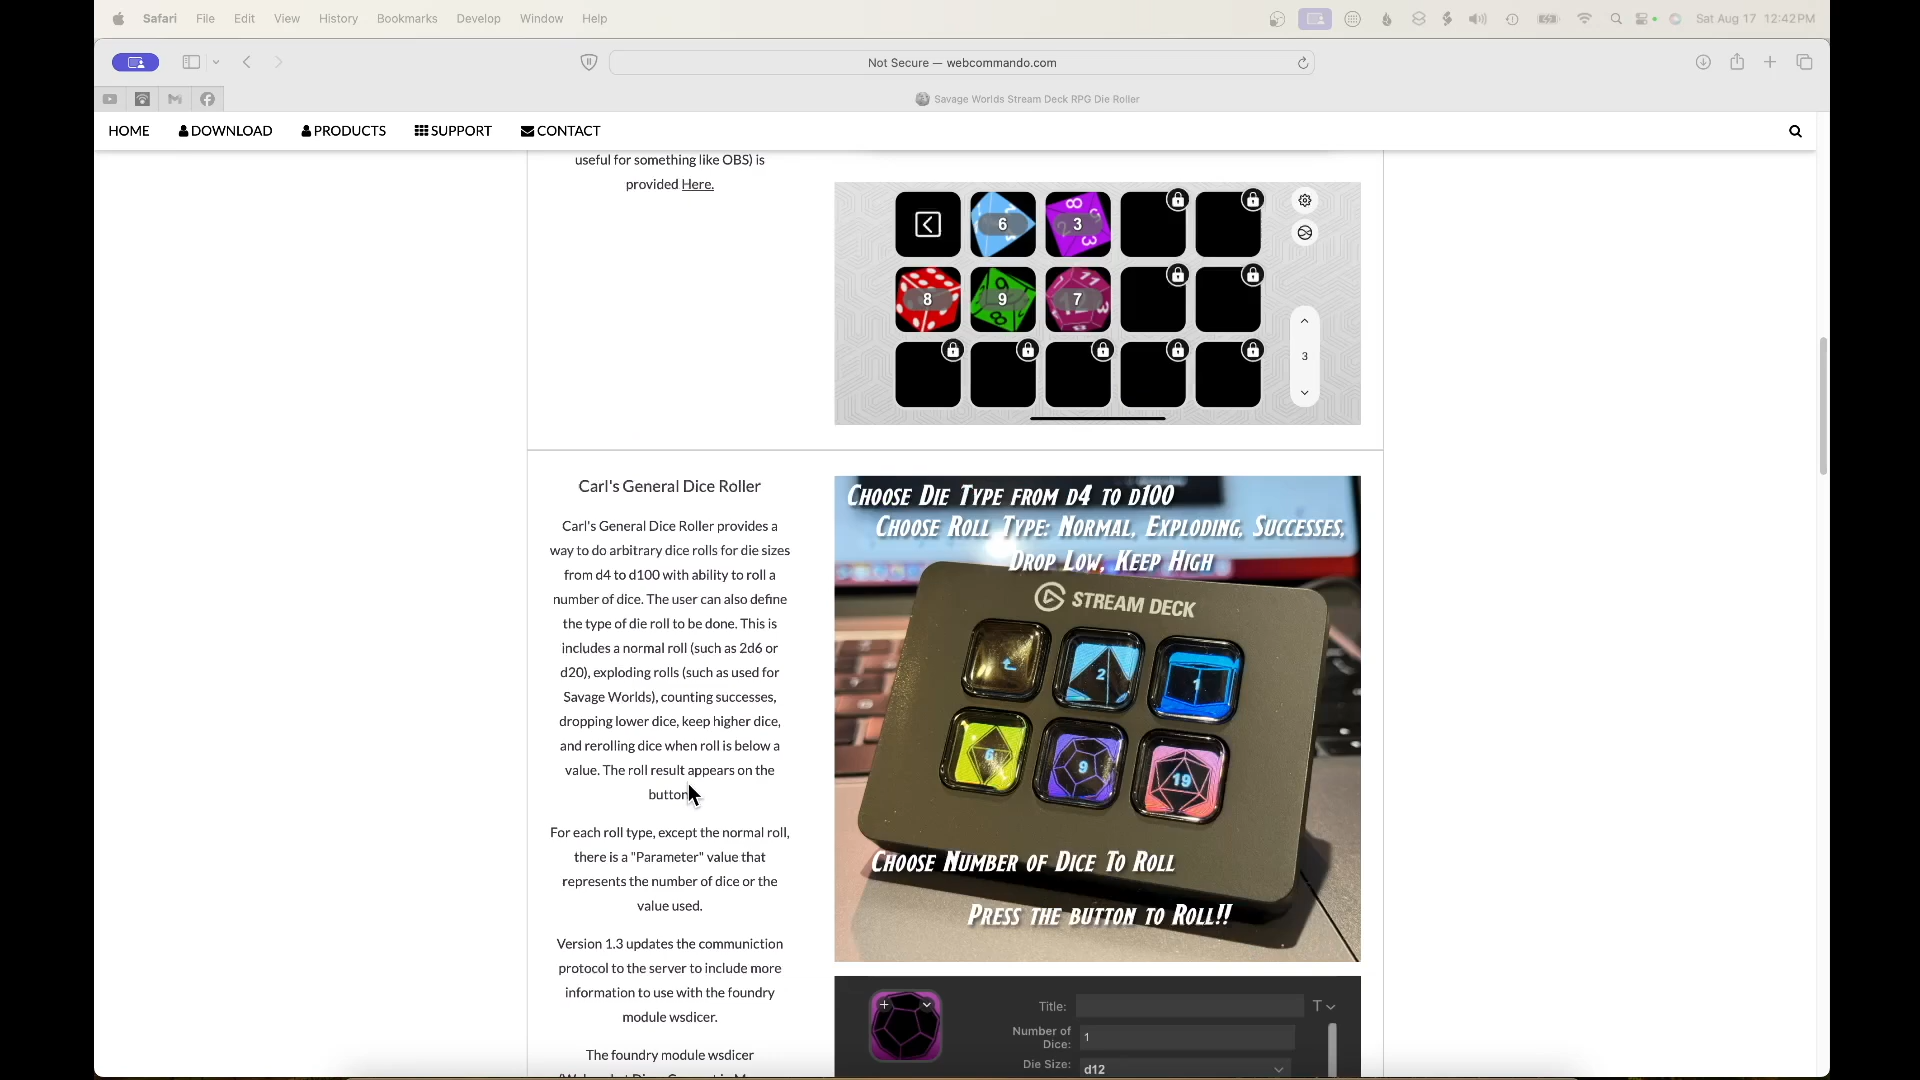 Safari File Edit View History Bookmarks Develop Window Help Sat Aug 17 12:42 PM
Not Secure — webcommando.com
Savage Worlds Stream Deck RPG Die Roller
HOME DOWNLOAD PRODUCTS SUPPORT CONTACT
useful for something like OBS) is
provided Here.
6 3
8 9 7
3
Carl's General Dice Roller
Carl's General Dice Roller provides a
way to do arbitrary dice rolls for die sizes
from d4 to d100 with ability to roll a
number of dice. The user can also define
the type of die roll to be done. This is
includes a normal roll (such as 2d6 or
d20), exploding rolls (such as used for
Savage Worlds), counting successes,
dropping lower dice, keep higher dice,
and rerolling dice when roll is below a
value. The roll result appears on the
button
For each roll type, except the normal roll,
there is a "Parameter" value that
represents the number of dice or the
value used.
Version 1.3 updates the communiction
protocol to the server to include more
information to use with the foundry
module wsdicer.
The foundry module wsdicer
Choose Die Type from d4 to d100
Choose Roll Type: Normal, Exploding, Successes,
Drop Low, Keep High
STREAM DECK
2 1
6 9 19
Choose Number of Dice To Roll
Press the button to Roll!!
Title:
Number of
Dice: 1
Die Size: d12